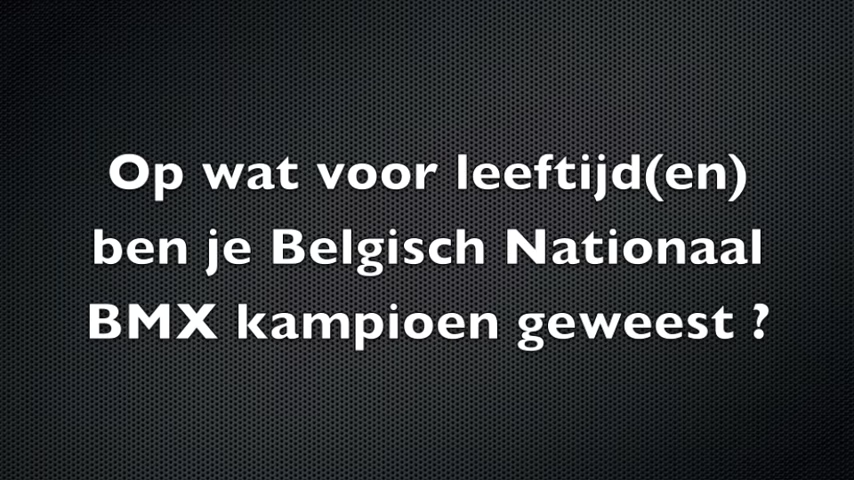 Op wat voor leeftijd(en)
ben je Belgisch Nationaal
BMX kampioen geweest ?